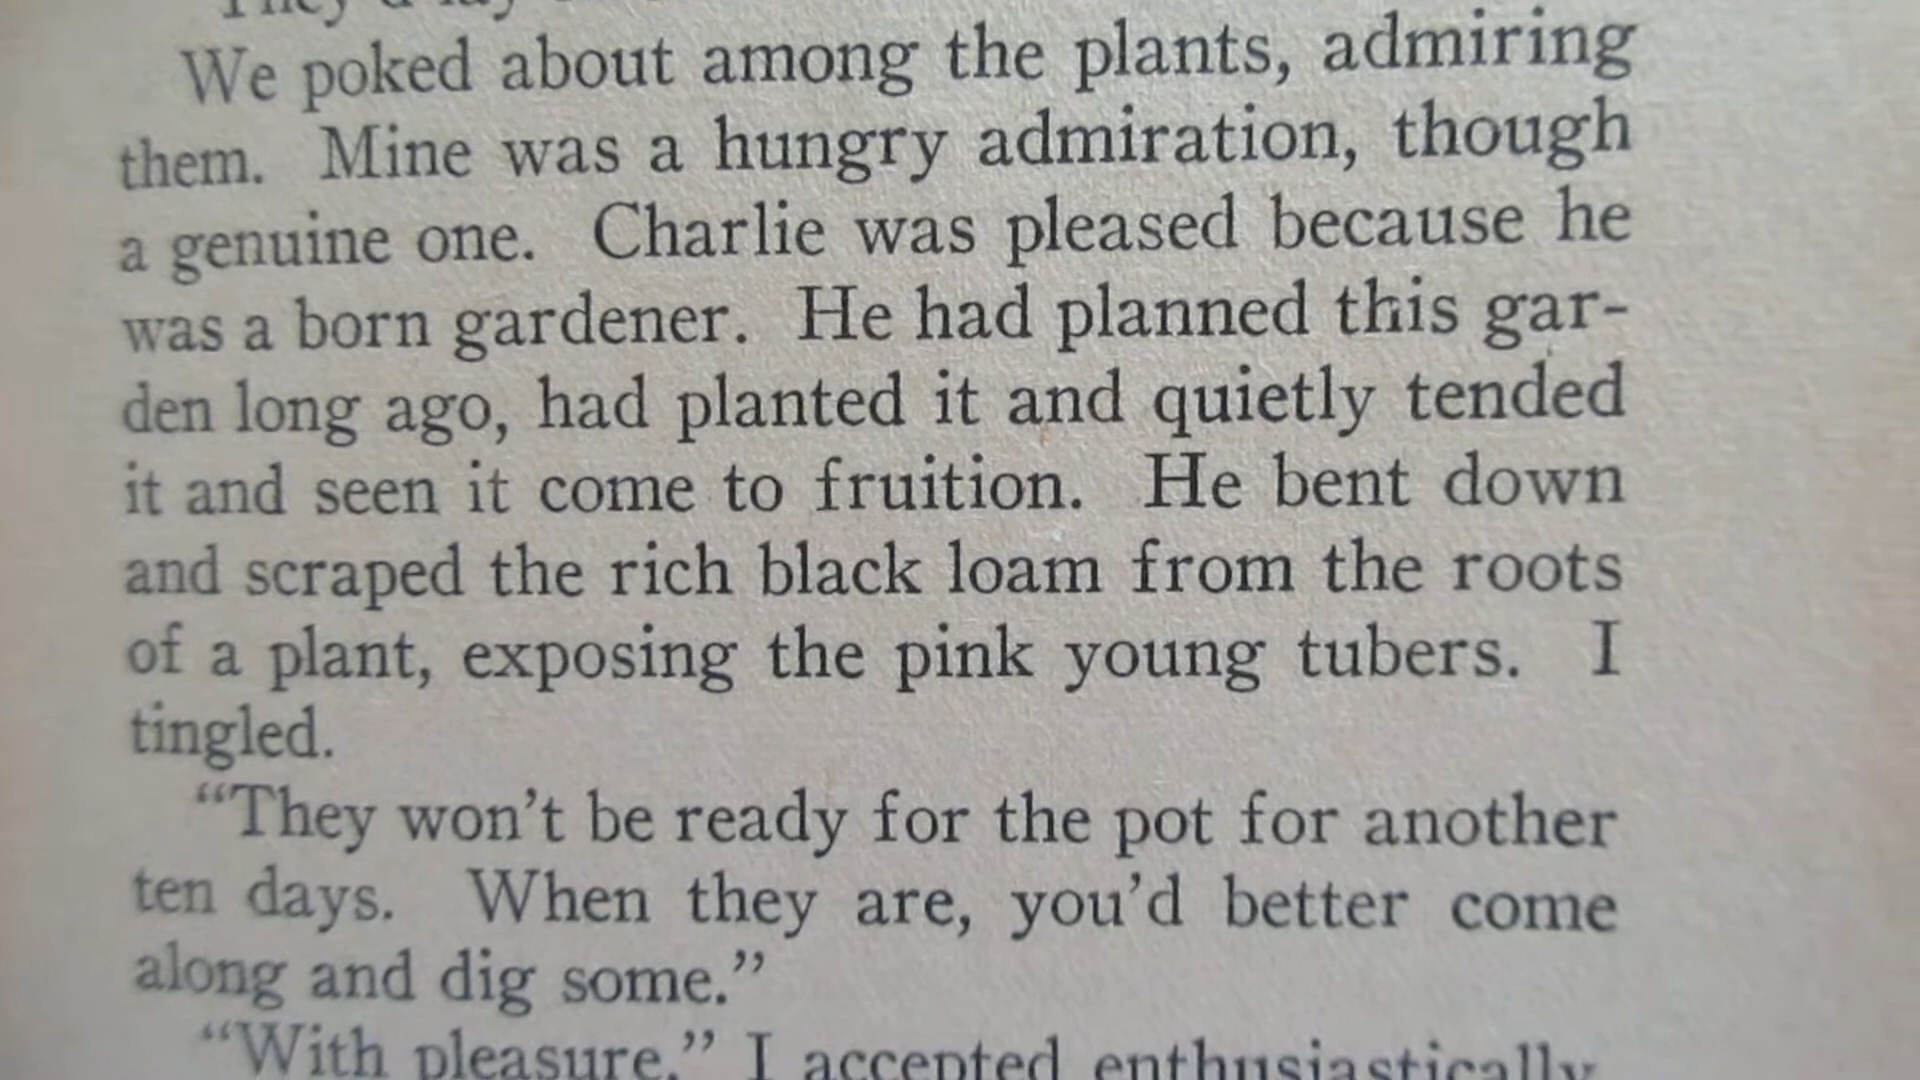 We poked about among the plants, admiring
them. Mine was a hungry admiration, though
a genuine one. Charlie was pleased because he
was a born gardener. He had planned this gar-
den long ago, had planted it and quietly tended
it and seen it come to fruition. He bent down
and scraped the rich black loam from the roots
of a plant, exposing the pink young tubers. I
tingled.
“They won’t be ready for the pot for another
ten days. When they are, you’d better come
along and dig some.”
“With pleasure,” I accepted enthusiastically